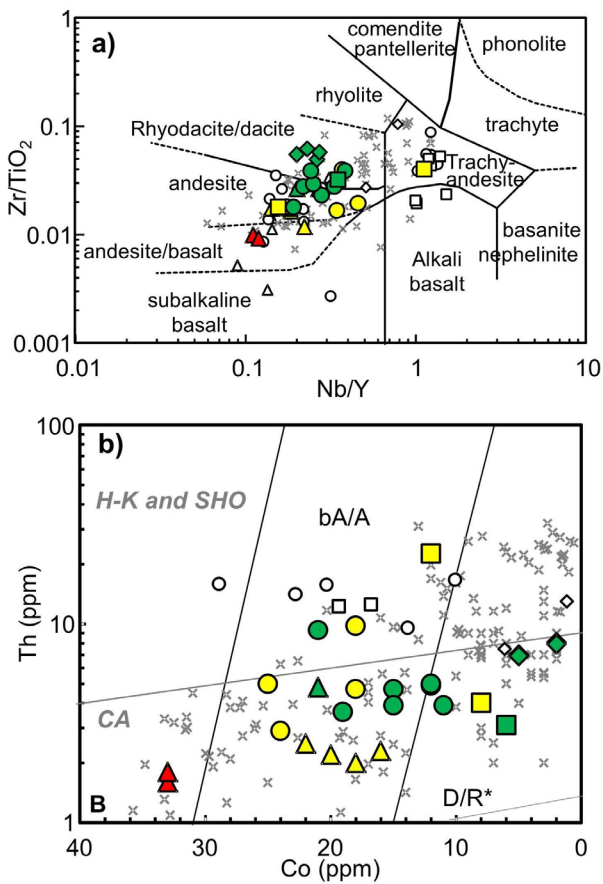 a)
1
0.1
0.01
0.001
Zr/TiO2
comendite
pantellerite
phonolite
rhyolite
trachyte
Rhyodacite/dacite
Trachy-
andesite
andesite
andesite/basalt
subalkaline
basalt
Alkali
basalt
basanite
nephelinite
0.01
0.1
1
10
Nb/Y
b)
100
10
1
Th (ppm)
H-K and SHO
bA/A
CA
B
D/R*
40
30
20
10
0
Co (ppm)